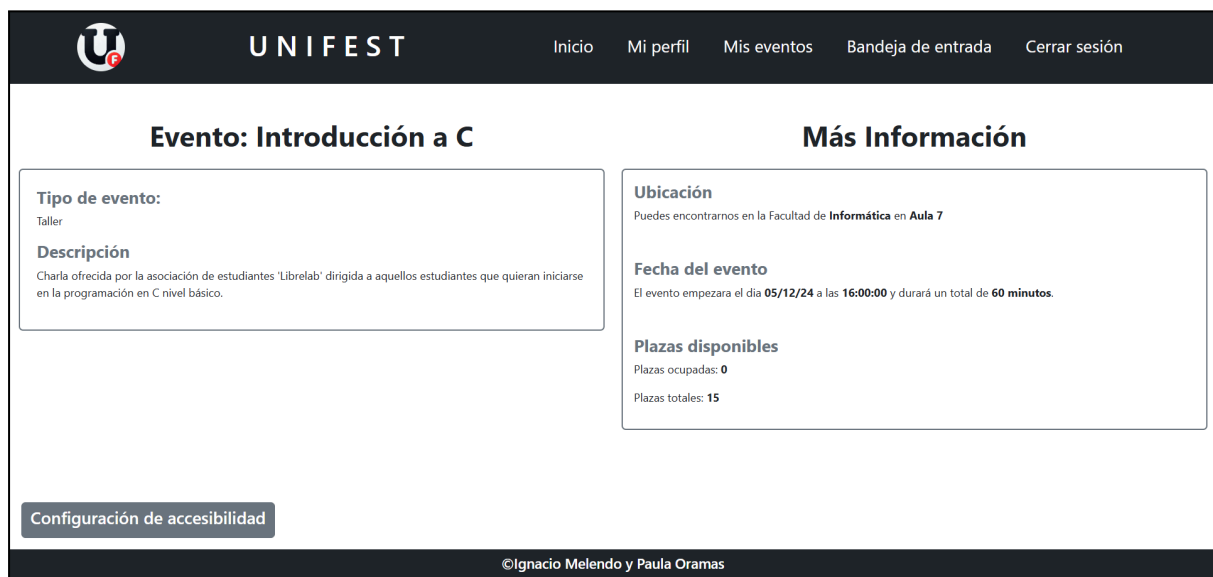 U
F
UNIFEST
Inicio
Mi perfil
Mis eventos
Bandeja de entrada
Cerrar sesión
Evento: Introducción a C
Tipo de evento:
Taller
Descripción
Charla ofrecida por la asociación de estudiantes 'Librelab' dirigida a aquellos estudiantes que quieran iniciarse
en la programación en C nivel básico.
Más Información
Ubicación
Puedes encontrarnos en la Facultad de Informática en Aula 7
Fecha del evento
El evento empezara el dia 05/12/24 a las 16:00:00 y durará un total de 60 minutos.
Plazas disponibles
Plazas ocupadas: 0
Plazas totales: 15
Configuración de accesibilidad
©Ignacio Melendo y Paula Oramas